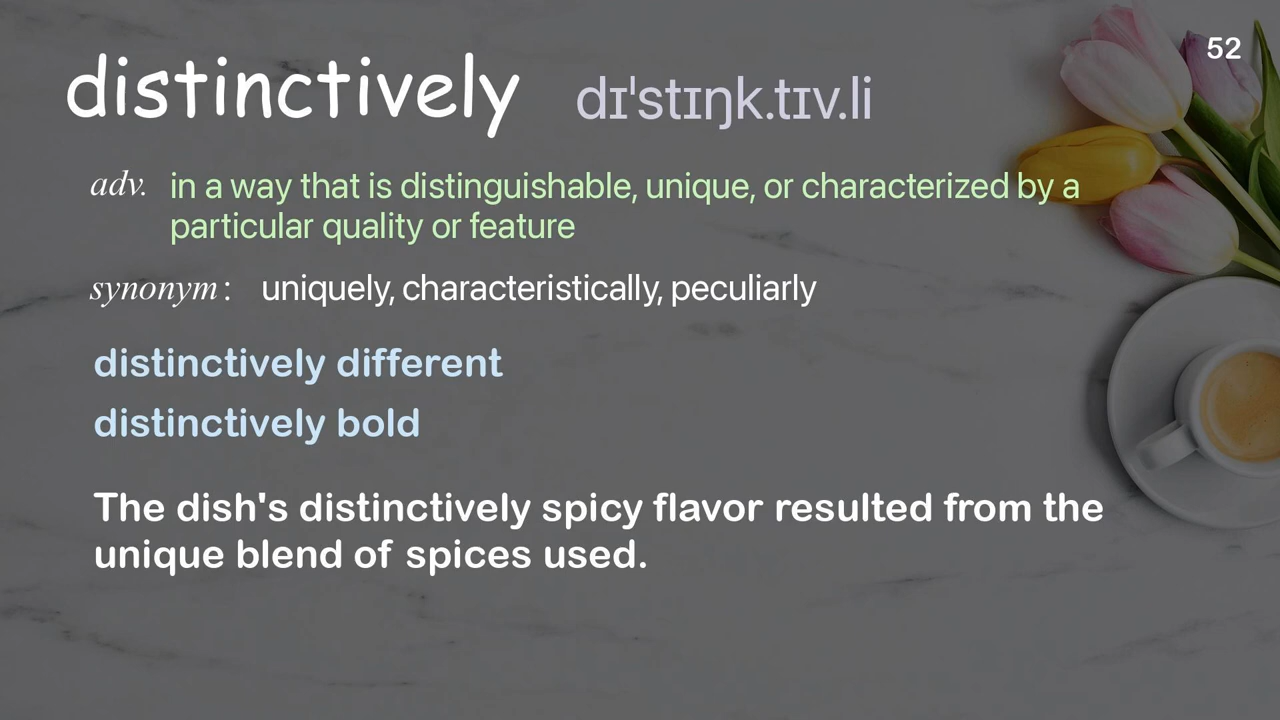 52
distinctively dɪˈstɪŋk.tɪv.li
adv. in a way that is distinguishable, unique, or characterized by a
particular quality or feature
synonym : uniquely, characteristically, peculiarly
distinctively different
distinctively bold
The dish's distinctively spicy flavor resulted from the
unique blend of spices used.